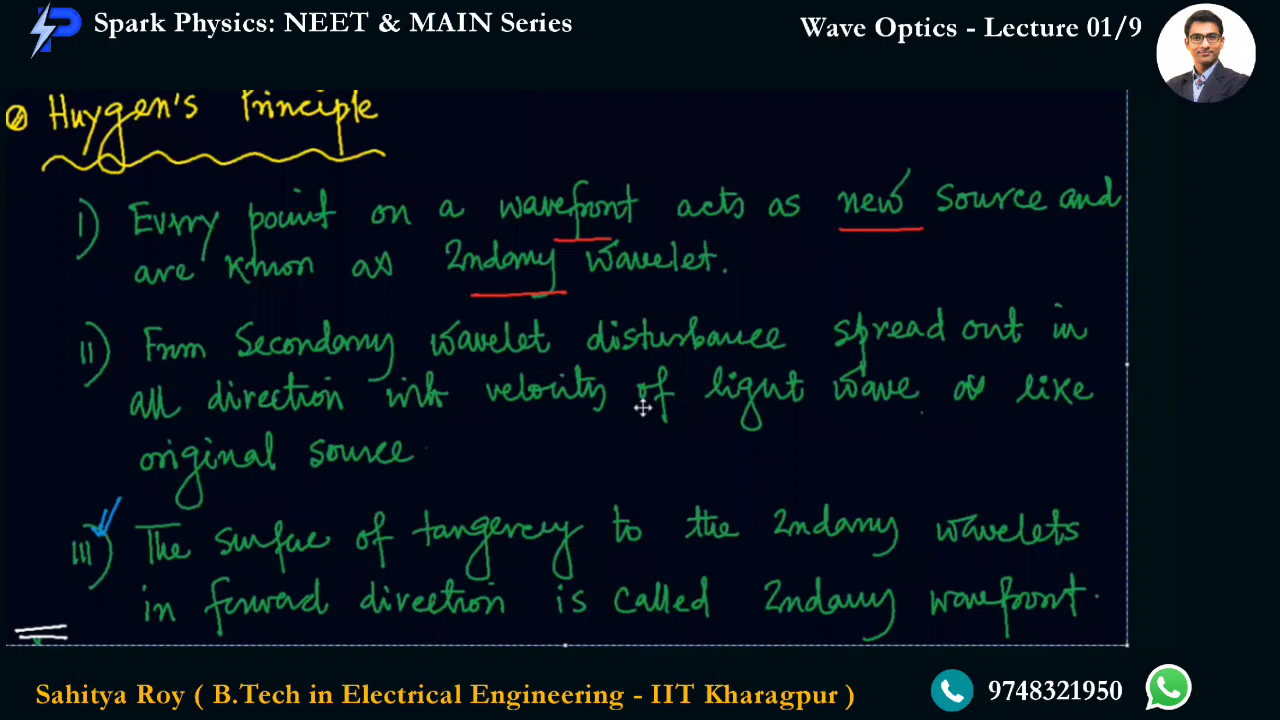 Spark Physics: NEET & MAIN Series
Wave Optics - Lecture 01/9
Huygen's Principle
I) Every point on a wavefront acts as new source and
are known as 2ndary wavelet.
II) From Secondary wavelet disturbance spread out in
all direction with velocity of light wave as like
original source
III) The surface of tangency to the 2ndary wavelets
in forward direction is called 2ndary wavefront.
Sahitya Roy ( B.Tech in Electrical Engineering - IIT Kharagpur )
9748321950